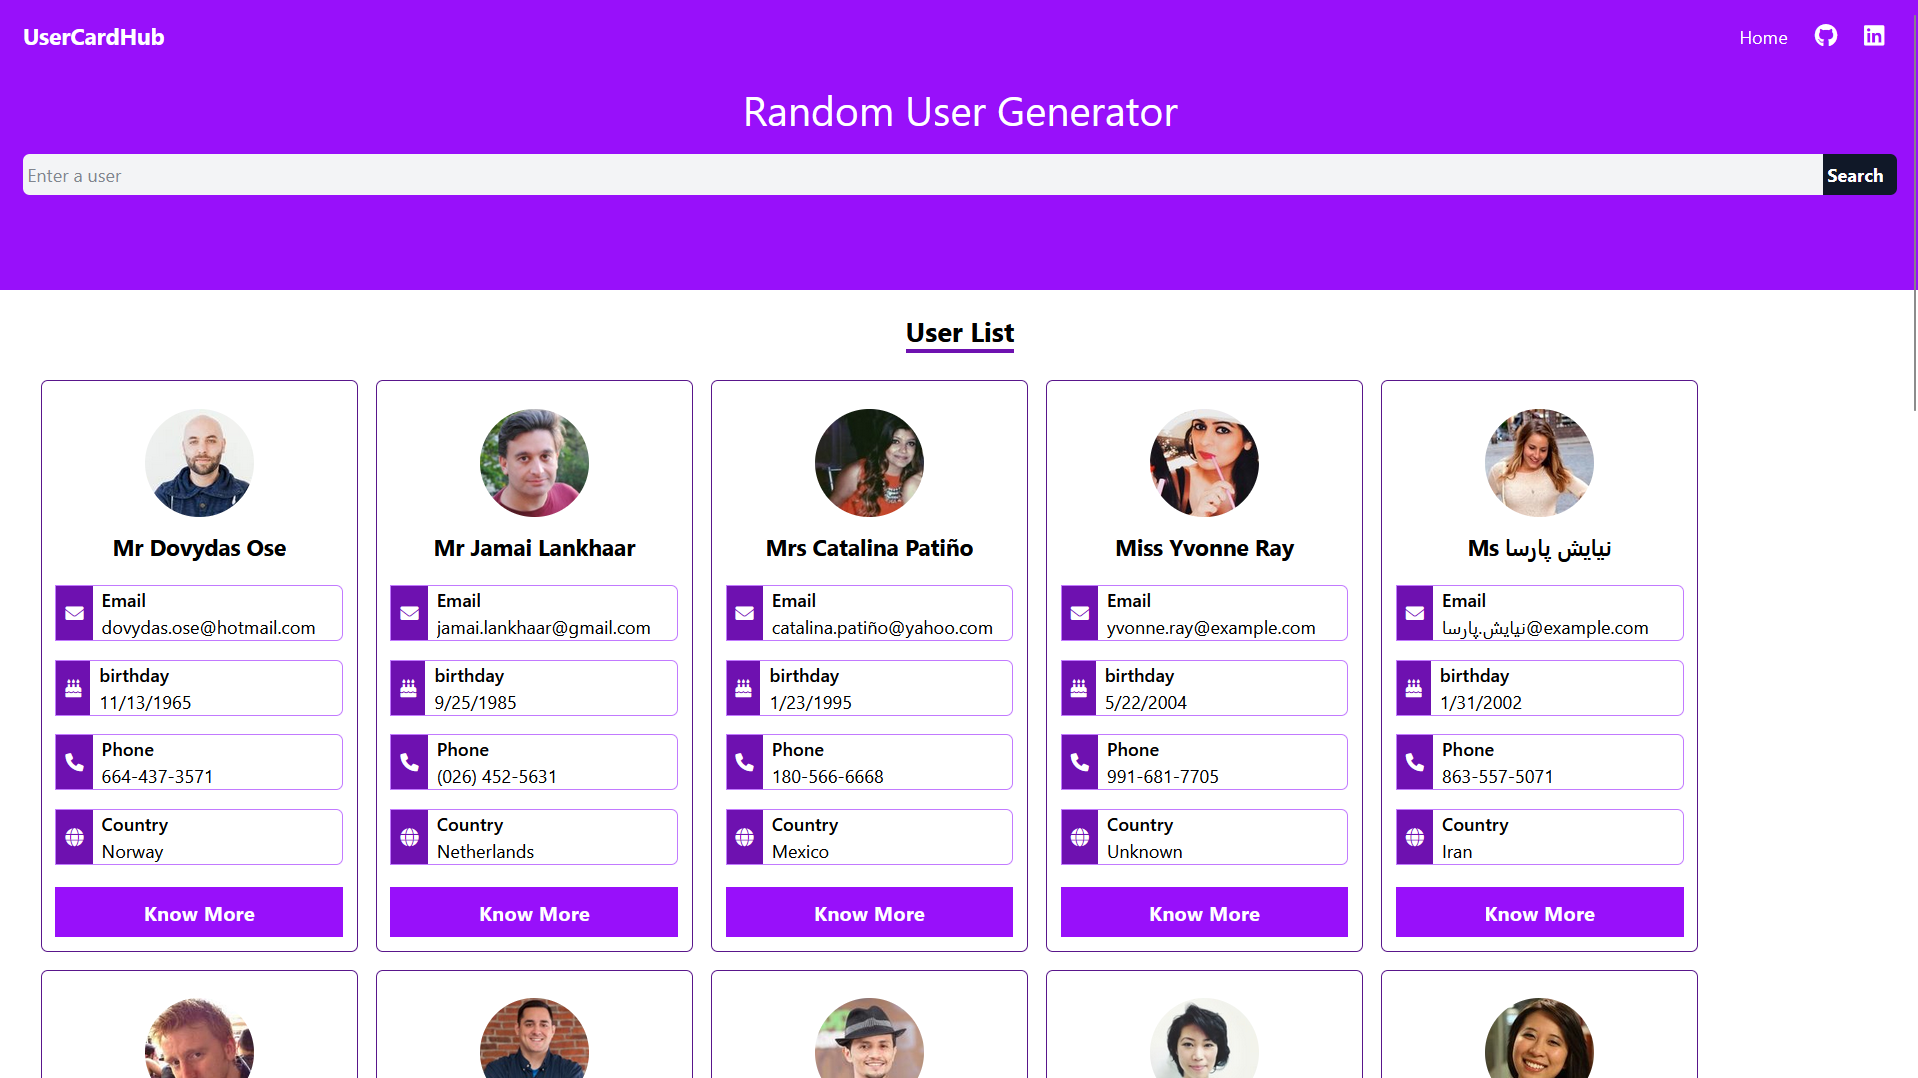 UserCardHub
Home
Random User Generator
Enter a user
Search
User List
Mr Dovydas Ose
Email
dovydas.ose@hotmail.com
birthday
11/13/1965
Phone
664-437-3571
Country
Norway
Know More
Mr Jamai Lankhaar
Email
jamai.lankhaar@gmail.com
birthday
9/25/1985
Phone
(026) 452-5631
Country
Netherlands
Know More
Mrs Catalina Patiño
Email
catalina.patiño@yahoo.com
birthday
1/23/1995
Phone
180-566-6668
Country
Mexico
Know More
Miss Yvonne Ray
Email
yvonne.ray@example.com
birthday
5/22/2004
Phone
991-681-7705
Country
Unknown
Know More
Ms نیایش پارسا
Email
نیایش.پارسا@example.com
birthday
1/31/2002
Phone
863-557-5071
Country
Iran
Know More